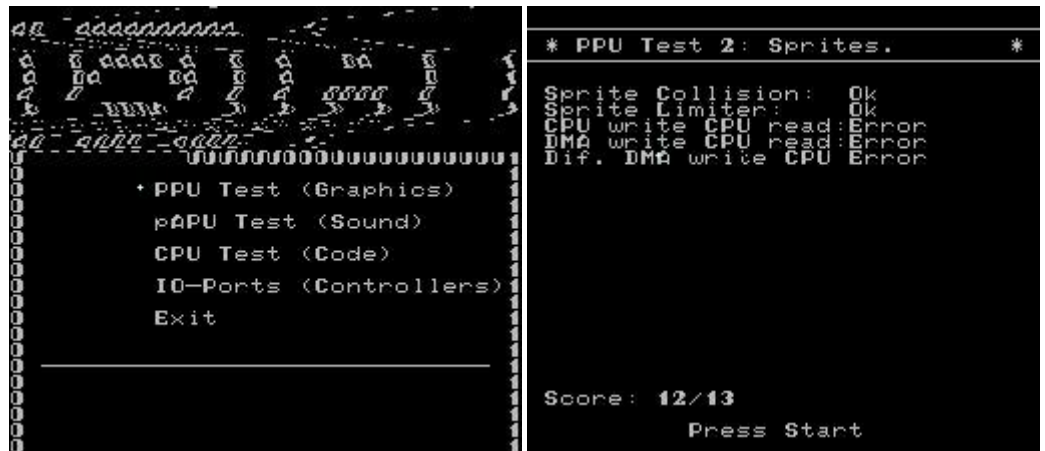 PPU Test (Graphics)
pAPU Test (Sound)
CPU Test (Code)
IO-Ports (Controllers)
Exit
* PPU Test 2: Sprites. *
Sprite Collision: Ok
Sprite Limiter: Ok
CPU write CPU read:Error
DMA write CPU read:Error
Dif. DMA write CPU Error
Score: 12/13
Press Start